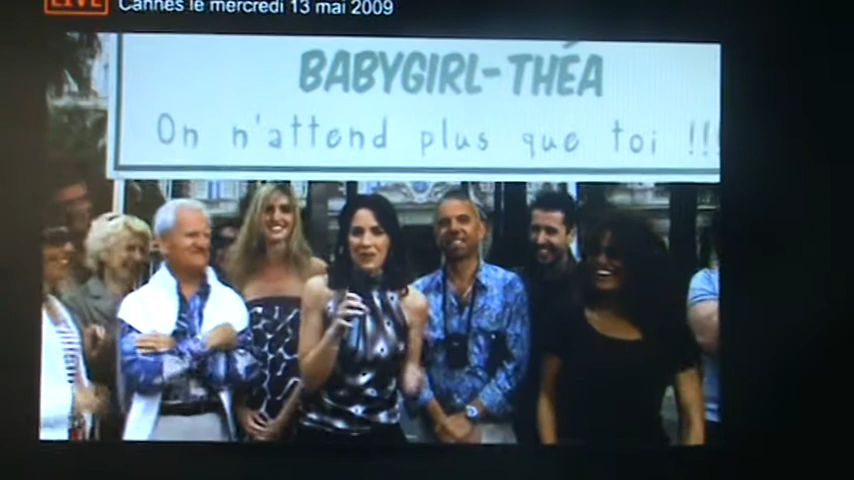 LIVE
Cannes le mercredi 13 mai 2009
BABYGIRL-THÉA
On n'attend plus que toi !!!